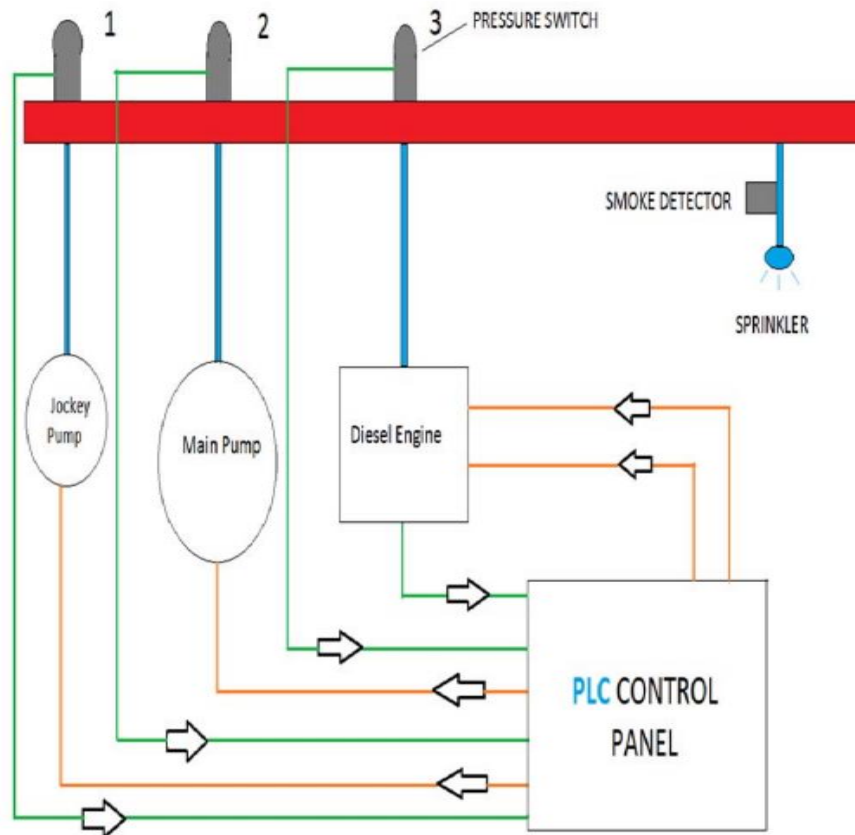 1
2
3
PRESSURE SWITCH
SMOKE DETECTOR
SPRINKLER
Jockey
Pump
Main Pump
Diesel Engine
PLC CONTROL
PANEL